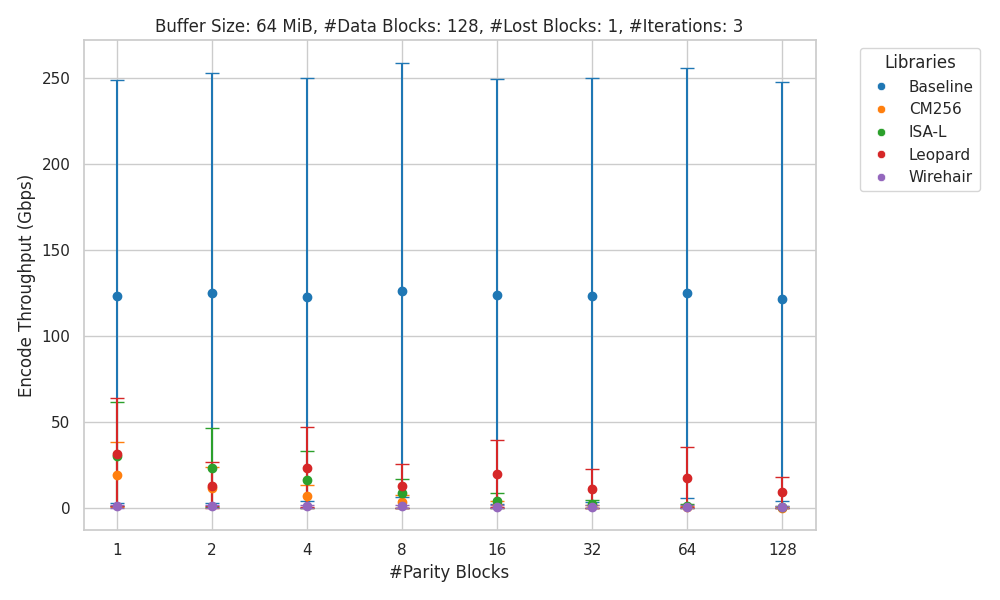 Buffer Size: 64 MiB, #Data Blocks: 128, #Lost Blocks: 1, #Iterations: 3
Libraries
Baseline
CM256
ISA-L
Leopard
Wirehair
Encode Throughput (Gbps)
250
200
150
100
50
0
1 2 4 8 16 32 64 128
#Parity Blocks